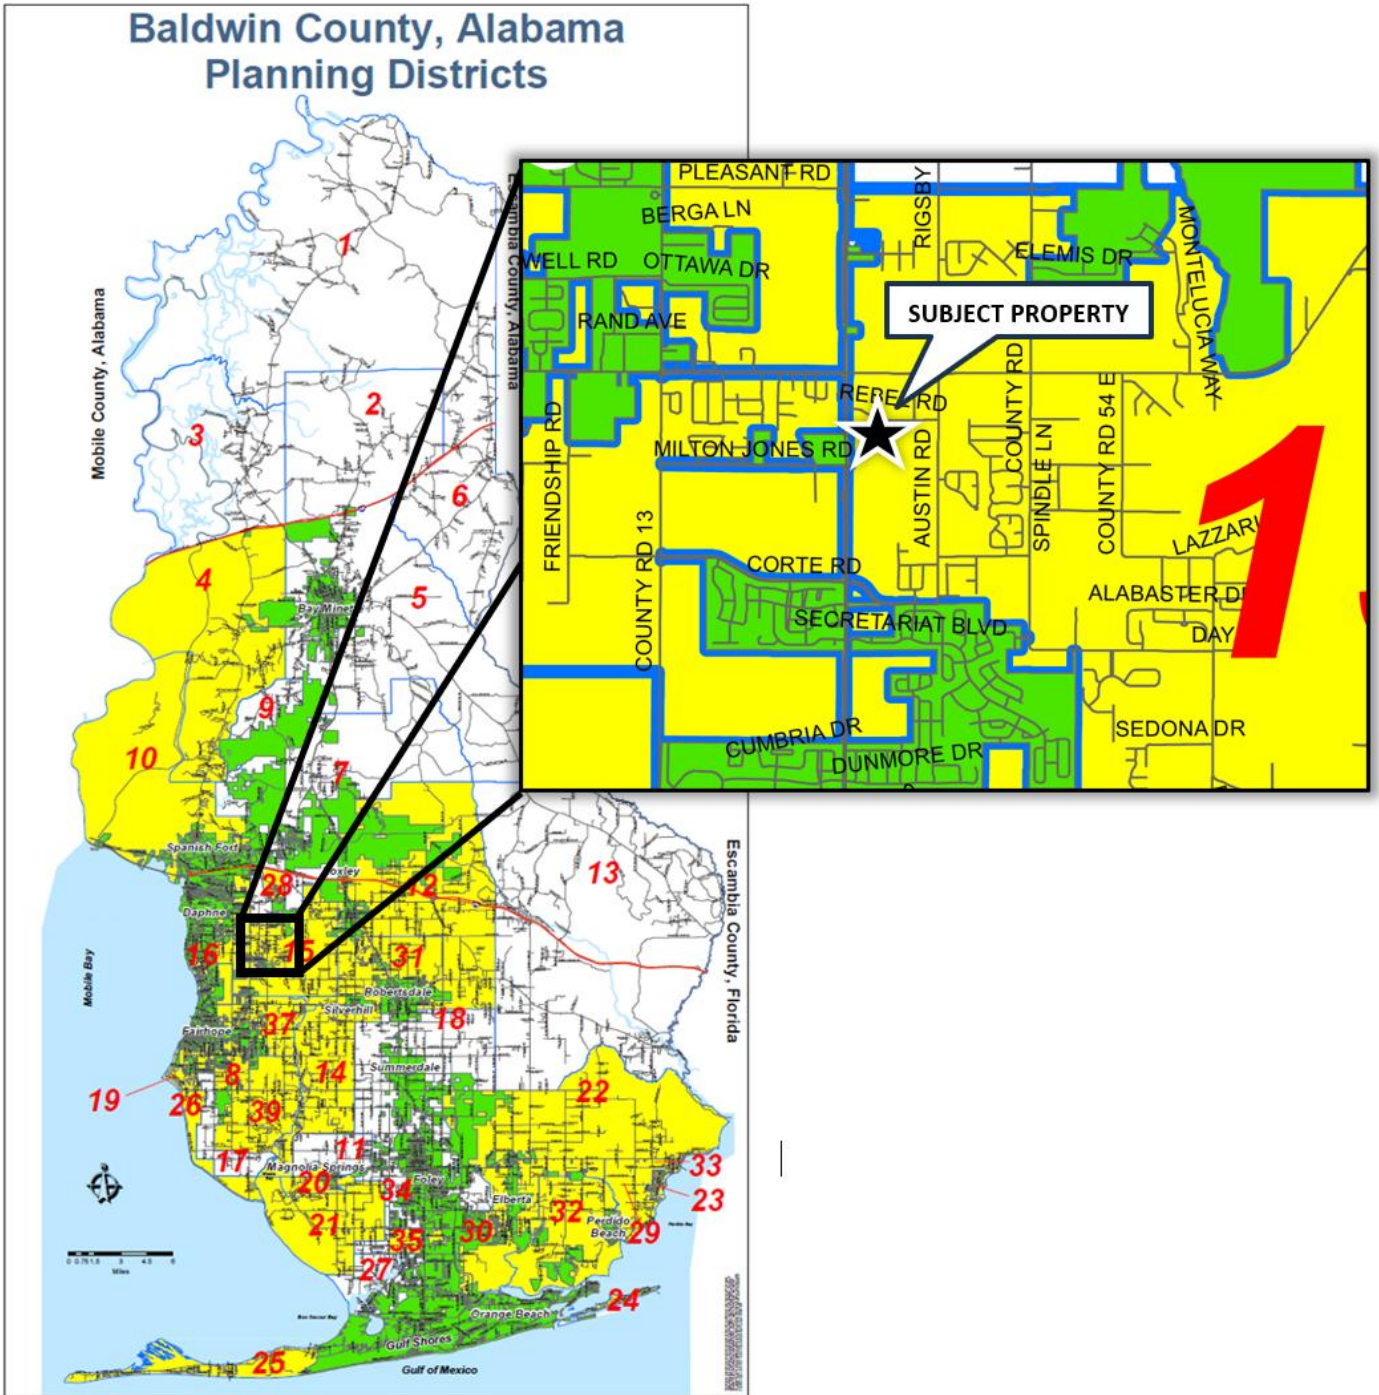 Baldwin County, Alabama
Planning Districts
Mobile County, Alabama
Escambia County, Alabama
Escambia County, Florida
Mobile Bay
1
2
3
4
5
6
7
9
10
Bay Minet
Spanish Fort
oxley
28
12
13
Daphne
16
15
31
Robertsdale
Silverhill
18
37
Fairhope
8
14
Summerdale
22
19
26
39
17
11
Magnolia Springs
20
34
Foley
33
23
Elberta
32
21
35
30
Perdido
Beach
29
27
24
Orange Beach
Gulf Shores
25
Gulf of Mexico
Miles
PLEASANT RD
BERGA LN
RIGSBY
WELL RD
OTTAWA DR
ELEMIS DR
MONTELUCIA WAY
RAND AVE
SUBJECT PROPERTY
REBEL RD
FRIENDSHIP RD
MILTON JONES RD
AUSTIN RD
COUNTY RD
SPINDLE LN
COUNTY RD 54 E
COUNTY RD 13
LAZZARI
CORTE RD
ALABASTER D
SECRETARIAT BLVD
DAY
1
CUMBRIA DR
DUNMORE DR
SEDONA DR